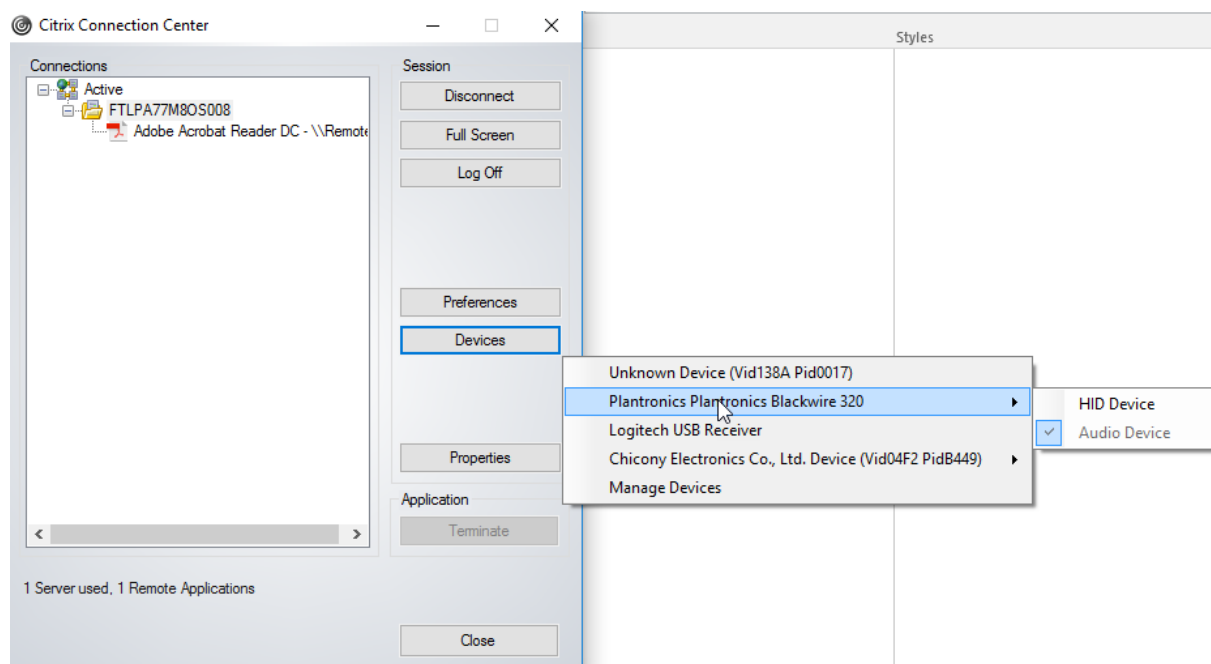 Citrix Connection Center
Styles
Connections
Active
FTLPA77M8OS008
Adobe Acrobat Reader DC - \\Remote
Session
Disconnect
Full Screen
Log Off
Preferences
Devices
Properties
Application
Terminate
Unknown Device (Vid138A Pid0017)
Plantronics Plantronics Blackwire 320
Logitech USB Receiver
Chicony Electronics Co., Ltd. Device (Vid04F2 PidB449)
Manage Devices
HID Device
Audio Device
1 Server used, 1 Remote Applications
Close